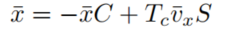 x̄ = −x̄C + T_c v̄_x S